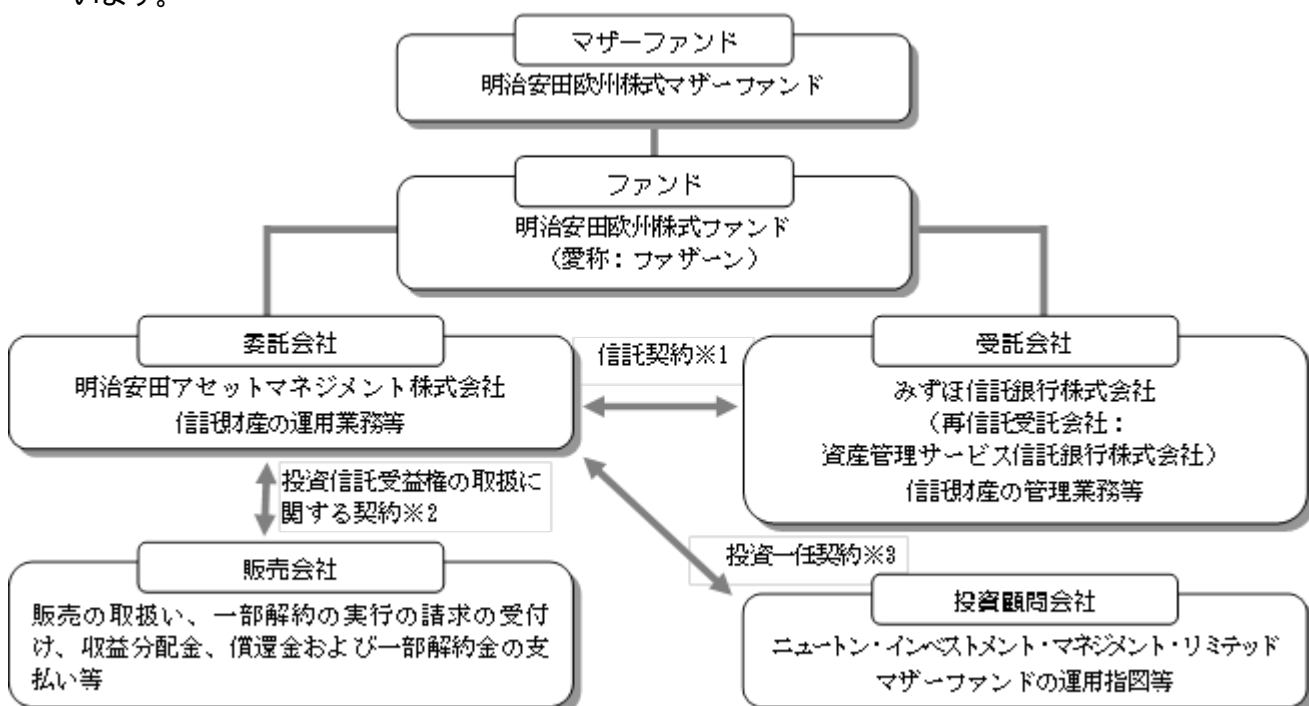 います。
マザーファンド
明治安田欧州株式マザーファンド
ファンド
明治安田欧州株式ファンド
（愛称：ファザーン）
委託会社
明治安田アセットマネジメント株式会社
信託財産の運用業務等
信託契約※1
受託会社
みずほ信託銀行株式会社
（再信託受託会社：
資産管理サービス信託銀行株式会社）
信託財産の管理業務等
投資信託受益権の取扱に
関する契約※2
投資一任契約※3
販売会社
販売の取扱い、一部解約の実行の請求の受付
け、収益分配金、償還金および一部解約金の支
払い等
投資顧問会社
ニュートン・インベストメント・マネジメント・リミテッド
マザーファンドの運用指図等